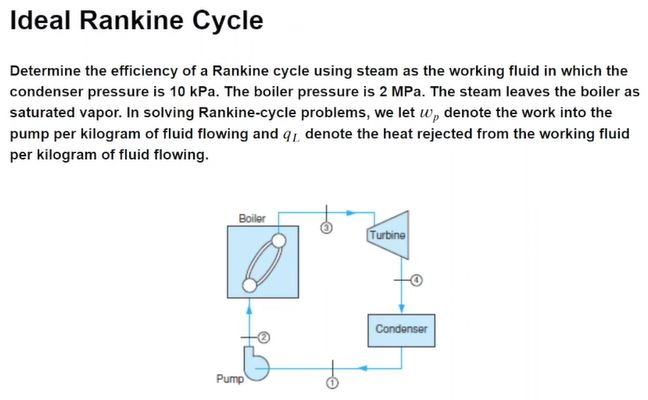 Ideal Rankine Cycle
Determine the efficiency of a Rankine cycle using steam as the working fluid in which the
condenser pressure is 10 kPa. The boiler pressure is 2 MPa. The steam leaves the boiler as
saturated vapor. In solving Rankine-cycle problems, we let wₚ denote the work into the
pump per kilogram of fluid flowing and q_L denote the heat rejected from the working fluid
per kilogram of fluid flowing.
Boiler
3
Turbine
4
Condenser
2
Pump
1